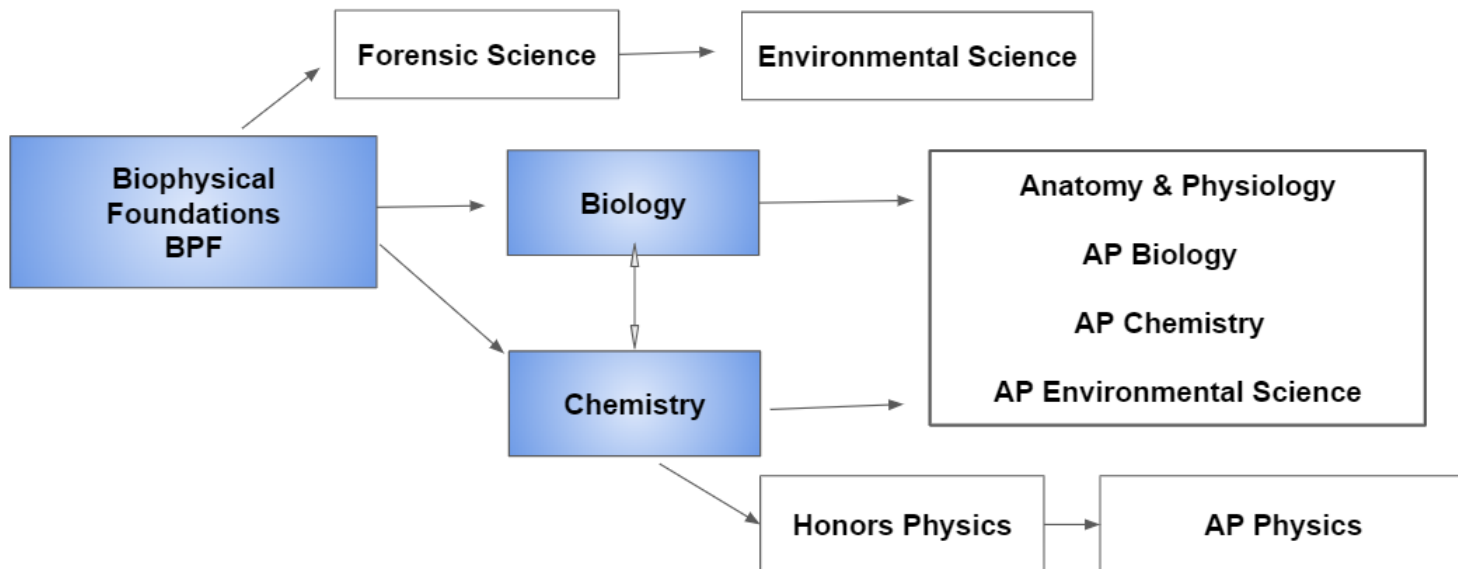 Forensic Science
Environmental Science
Biophysical
Foundations
BPF
Biology
Anatomy & Physiology
AP Biology
AP Chemistry
AP Environmental Science
Chemistry
Honors Physics
AP Physics